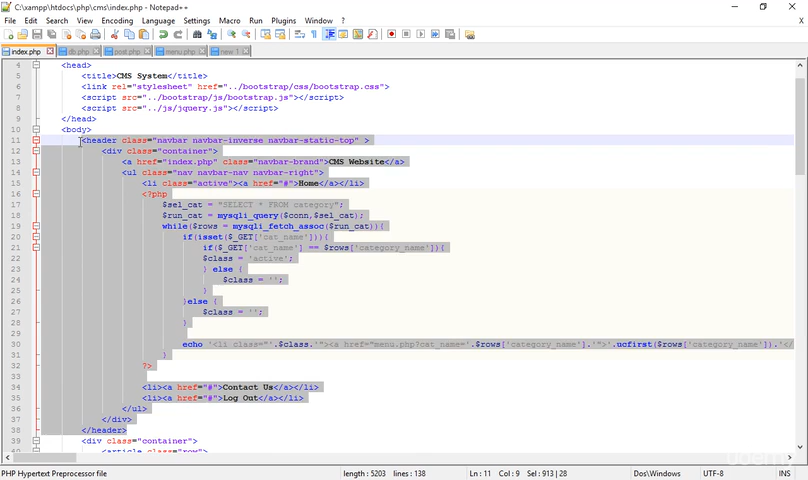 C:\xampp\htdocs\php\cms\index.php - Notepad++
File Edit Search View Encoding Language Settings Macro Run Plugins Window ? X
index.php db.php post.php menu.php new 1
4 <head>
5 <title>CMS System</title>
6 <link rel="stylesheet" href="../bootstrap/css/bootstrap.css">
7 <script src="../bootstrap/js/bootstrap.js"></script>
8 <script src="../js/jquery.js"></script>
9 </head>
10 <body>
11 <header class="navbar navbar-inverse navbar-static-top" >
12 <div class="container">
13 <a href="index.php" class="navbar-brand">CMS Website</a>
14 <ul class="nav navbar-nav navbar-right">
15 <li class="active"><a href="#">Home</a></li>
16 <?php
17 $sel_cat = "SELECT * FROM category";
18 $run_cat = mysqli_query($conn,$sel_cat);
19 while($rows = mysqli_fetch_assoc($run_cat)){
20 if(isset($_GET['cat_name'])){
21 if($_GET['cat_name'] == $rows['category_name']){
22 $class = 'active';
23 } else {
24 $class = '';
25 }
26 }else {
27 $class = '';
28 }
29
30 echo '<li class="'.$class.'"><a href="menu.php?cat_name='.$rows['category_name'].'">'.ucfirst($rows['category_name']).'</
31 }
32 ?>
33
34 <li><a href="#">Contact Us</a></li>
35 <li><a href="#">Log Out</a></li>
36 </ul>
37 </div>
38 </header>
39 <div class="container">
40 <article class="row">
PHP Hypertext Preprocessor file length : 5203 lines : 138 Ln : 11 Col : 9 Sel : 913 | 28 Dos\Windows UTF-8 INS
udemy